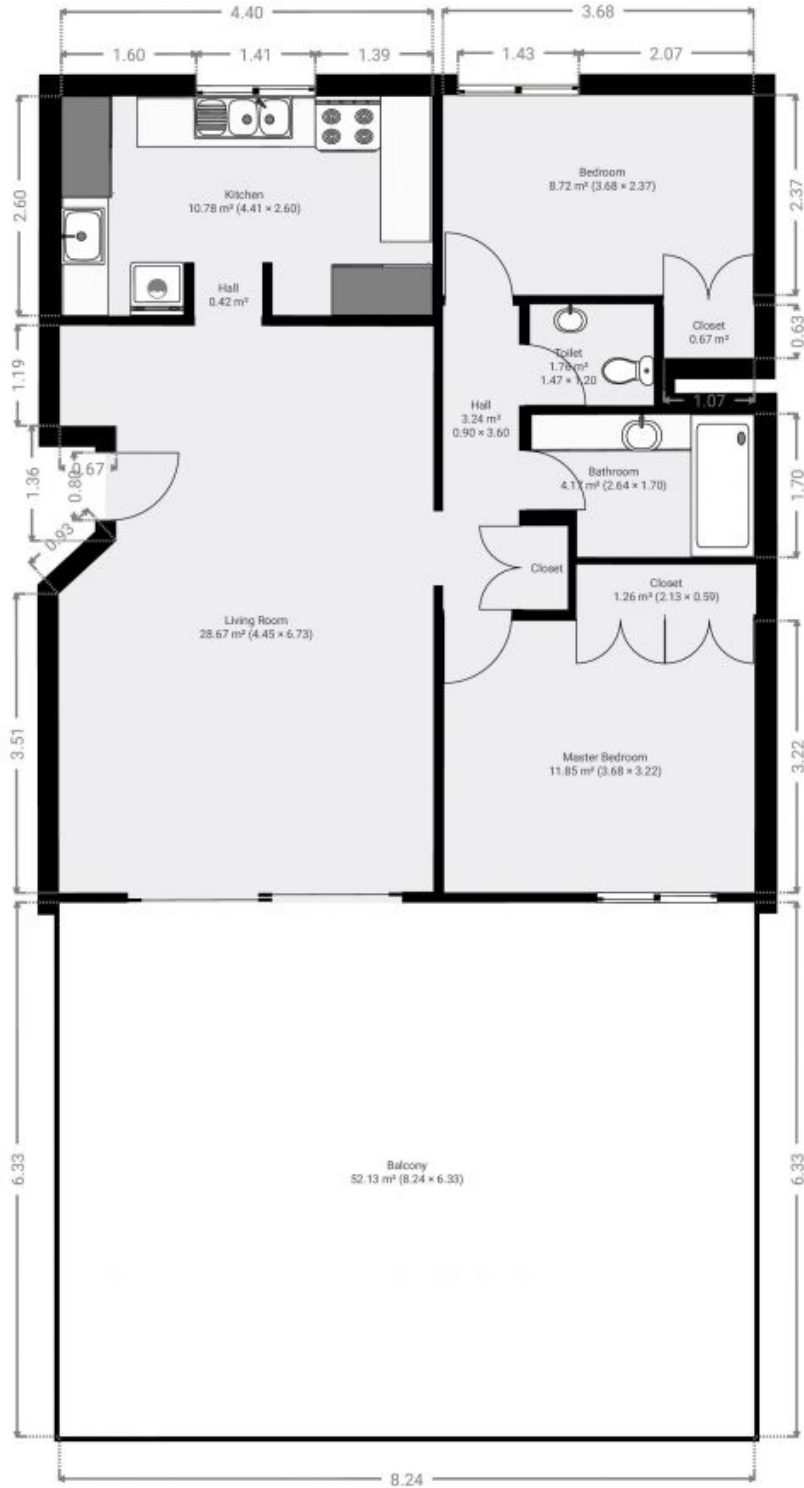 4.40
3.68
1.60
1.41
1.39
1.43
2.07
2.60
Kitchen
10.78 m² (4.41 × 2.60)
Bedroom
8.72 m² (3.68 × 2.37)
2.37
Hall
0.42 m²
Closet
0.67 m²
0.63
Toilet
1.76 m²
1.47 × 1.20
1.19
1.07
Hall
3.24 m²
0.90 × 3.60
1.36
0.80
0.67
0.93
Bathroom
4.17 m² (2.64 × 1.70)
1.70
Closet
Closet
1.26 m² (2.13 × 0.59)
Living Room
28.67 m² (4.45 × 6.73)
3.51
Master Bedroom
11.85 m² (3.68 × 3.22)
3.22
6.33
Balcony
52.13 m² (8.24 × 6.33)
6.33
8.24